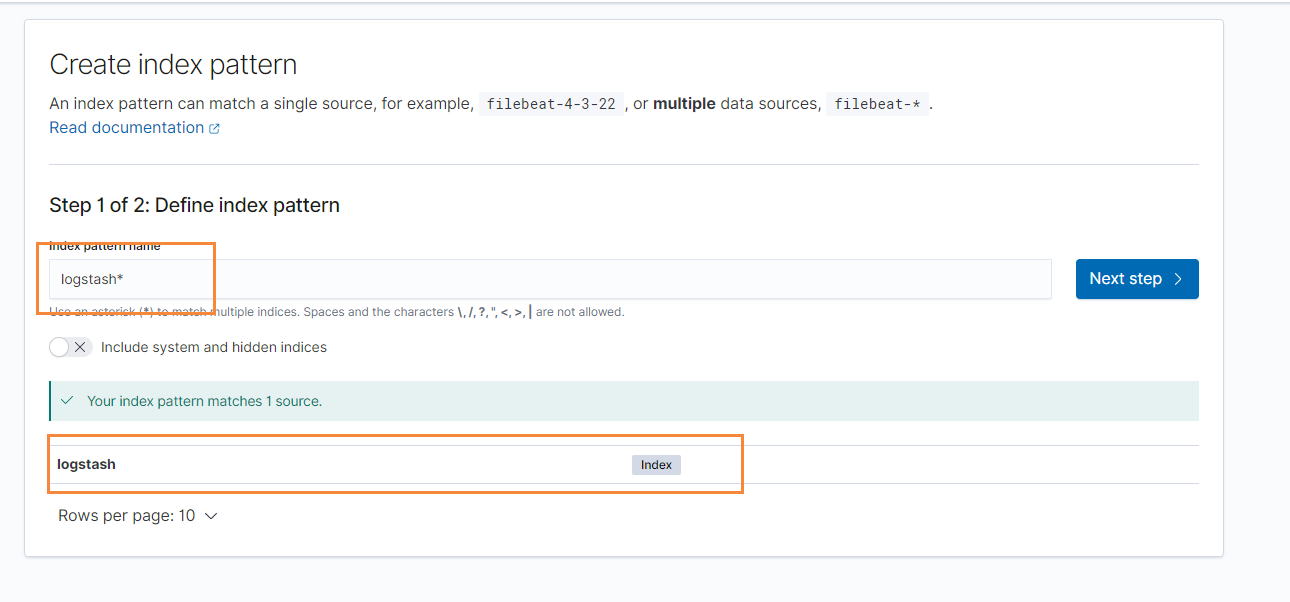 Create index pattern
An index pattern can match a single source, for example, filebeat-4-3-22 , or multiple data sources, filebeat-* .
Read documentation
Step 1 of 2: Define index pattern
Index pattern name
logstash*
Next step
Use an asterisk (*) to match multiple indices. Spaces and the characters \, /, ?, ", <, >, | are not allowed.
Include system and hidden indices
Your index pattern matches 1 source.
logstash Index
Rows per page: 10